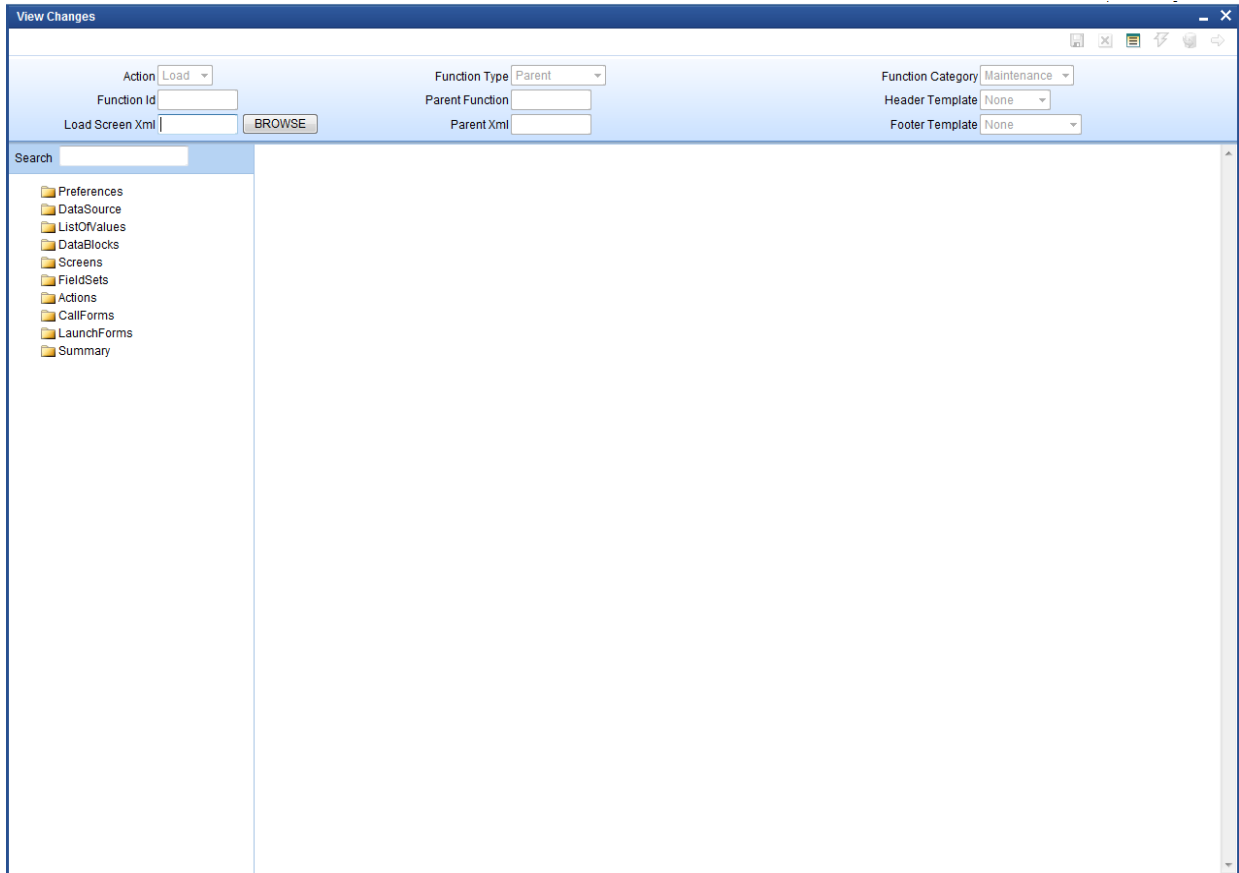 View Changes
Action Load Function Type Parent Function Category Maintenance
Function Id Parent Function Header Template None
Load Screen Xml BROWSE Parent Xml Footer Template None
Search
Preferences
DataSource
ListOfValues
DataBlocks
Screens
FieldSets
Actions
CallForms
LaunchForms
Summary